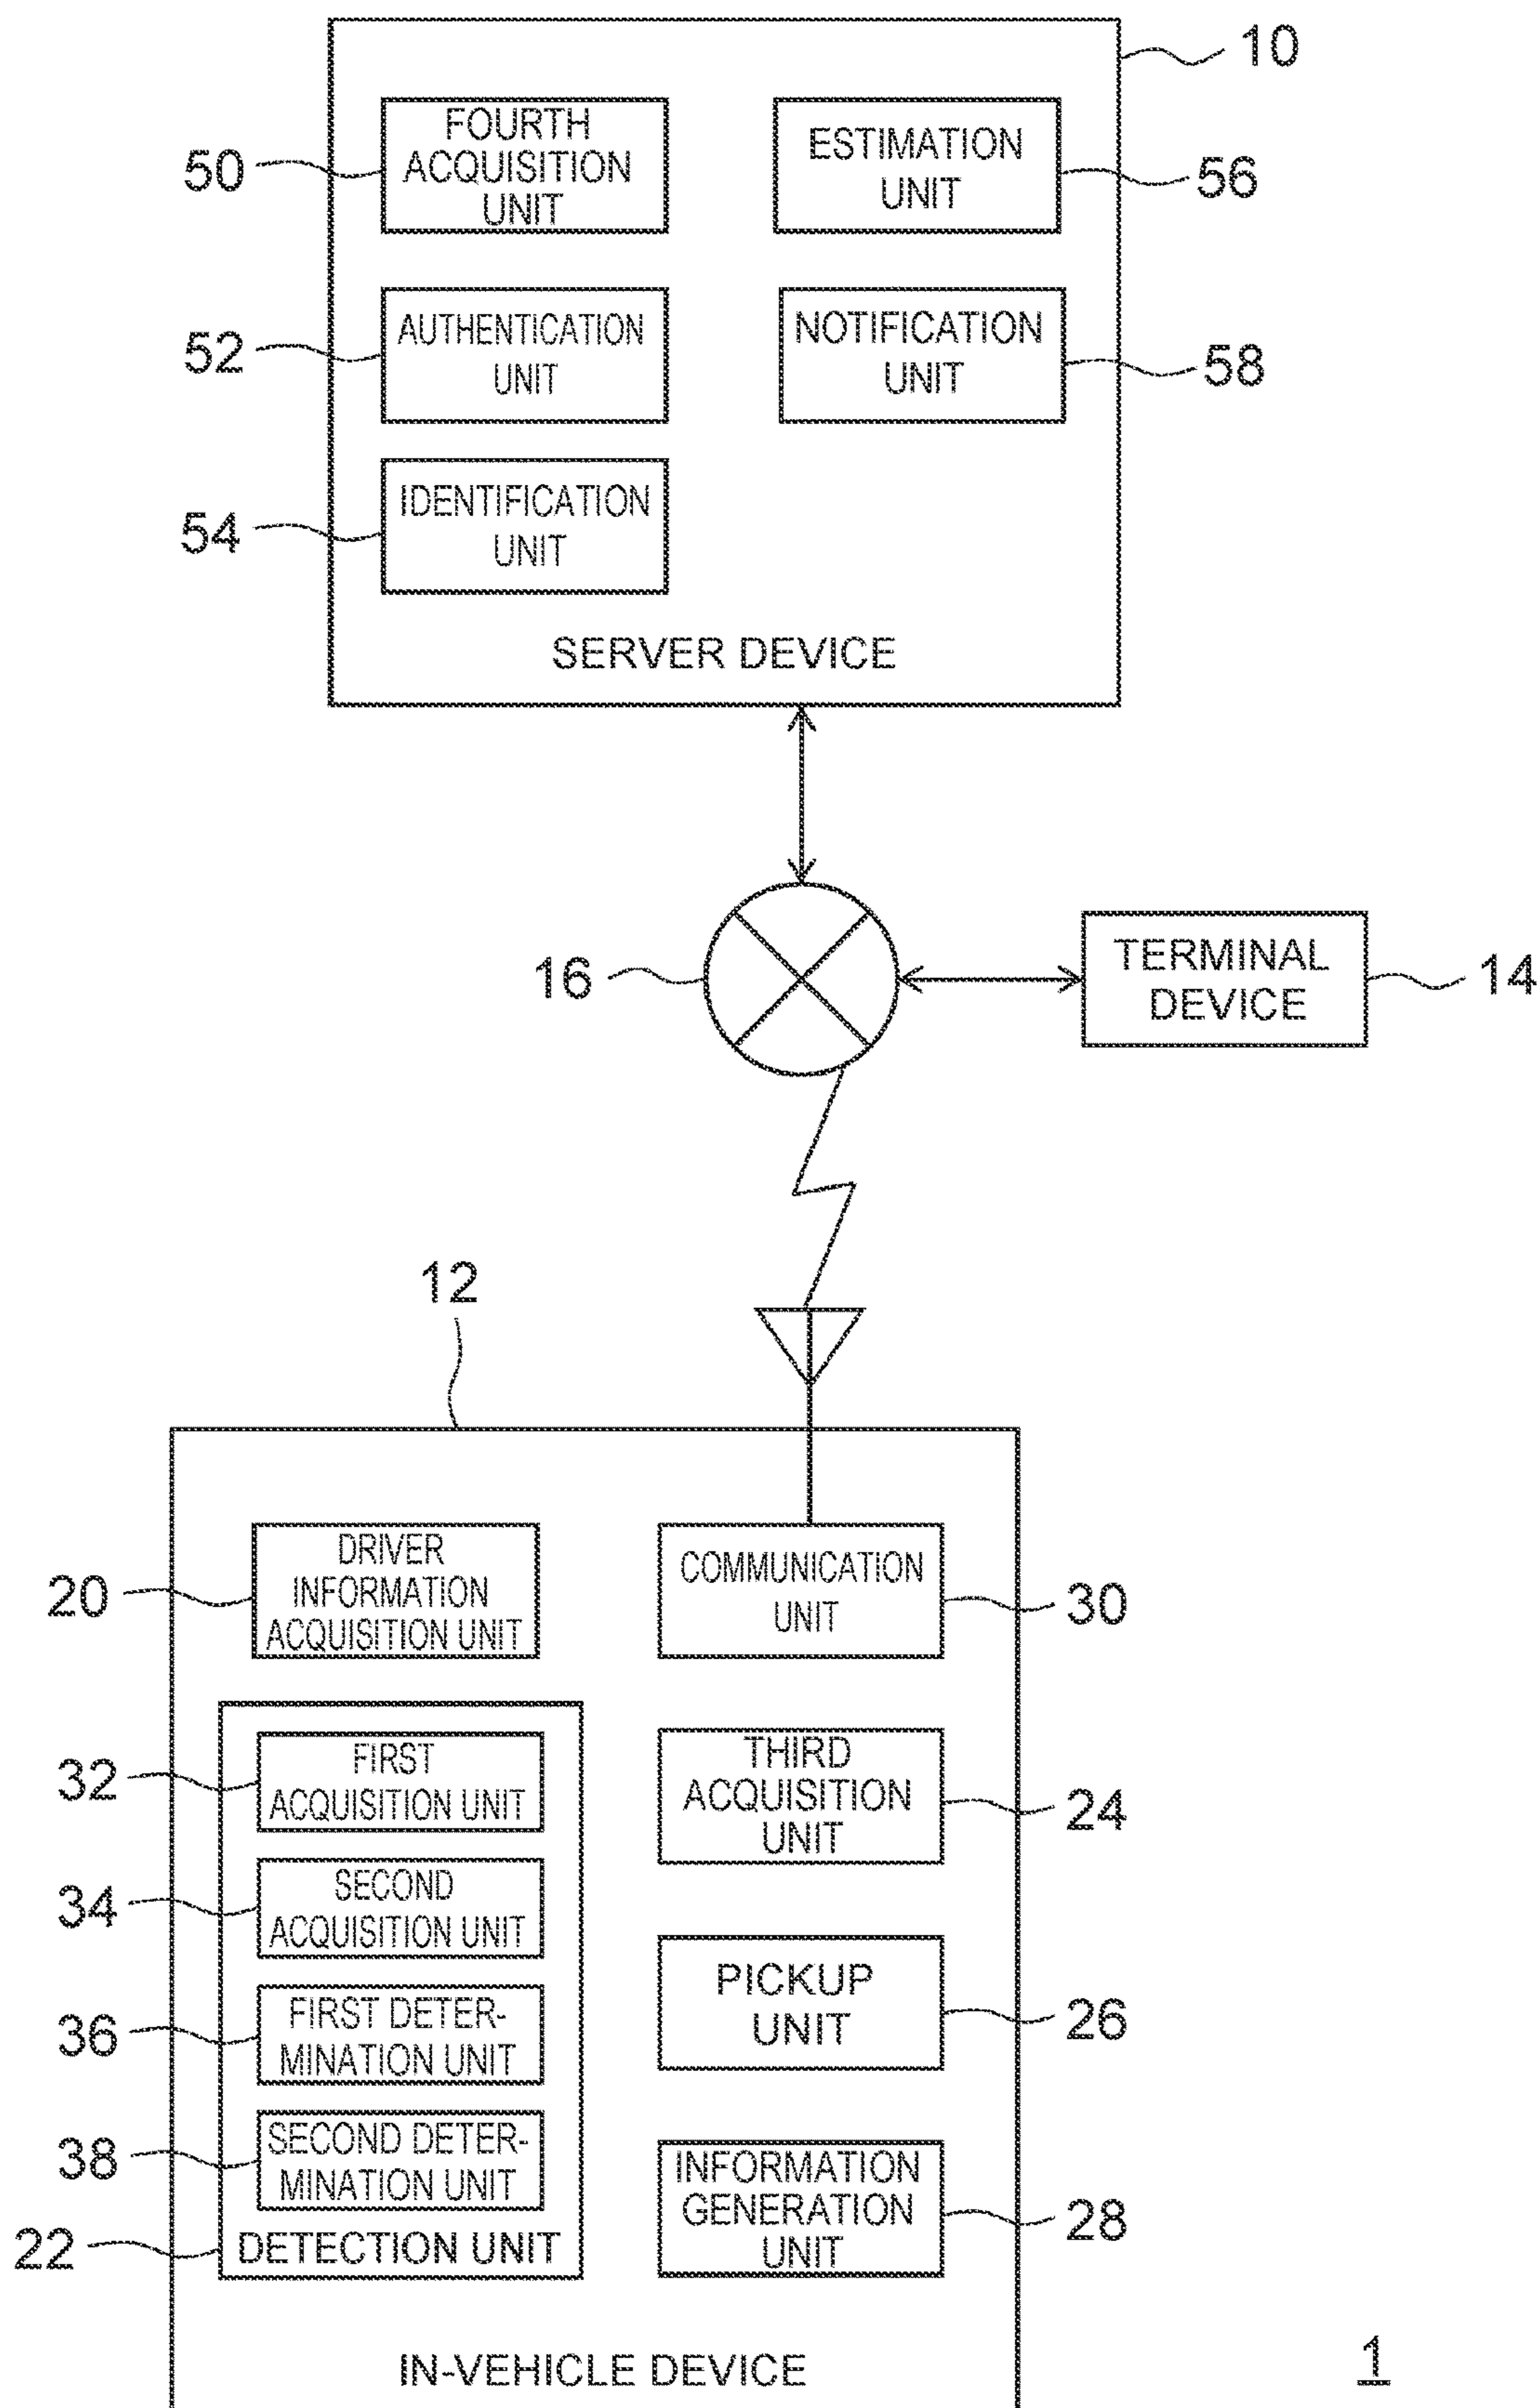 10
FOURTH
ACQUISITION
UNIT
50
ESTIMATION
UNIT
56
AUTHENTICATION
UNIT
52
NOTIFICATION
UNIT
58
IDENTIFICATION
UNIT
54
SERVER DEVICE
16
TERMINAL
DEVICE
14
12
DRIVER
INFORMATION
ACQUISITION UNIT
20
COMMUNICATION
UNIT
30
FIRST
ACQUISITION UNIT
32
THIRD
ACQUISITION
UNIT
24
SECOND
ACQUISITION UNIT
34
FIRST DETER-
MINATION UNIT
36
PICKUP
UNIT
26
SECOND DETER-
MINATION UNIT
38
INFORMATION
GENERATION
UNIT
28
22
DETECTION UNIT
IN-VEHICLE DEVICE
1